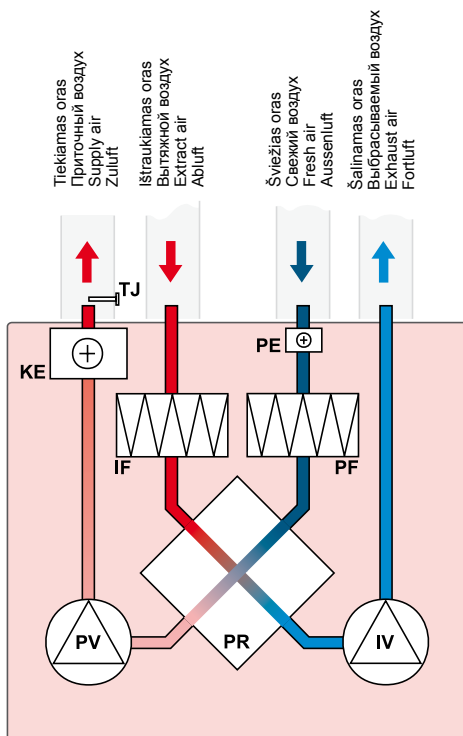 Tiekiamas oras
Приточный воздух
Supply air
Zuluft
Ištraukiamas oras
Вытяжной воздух
Extract air
Abluft
Šviežias oras
Свежий воздух
Fresh air
Aussenluft
Šalinamas oras
Выбрасываемый воздух
Exhaust air
Fortluft
TJ
KE
PE
IF
PF
PV
PR
IV